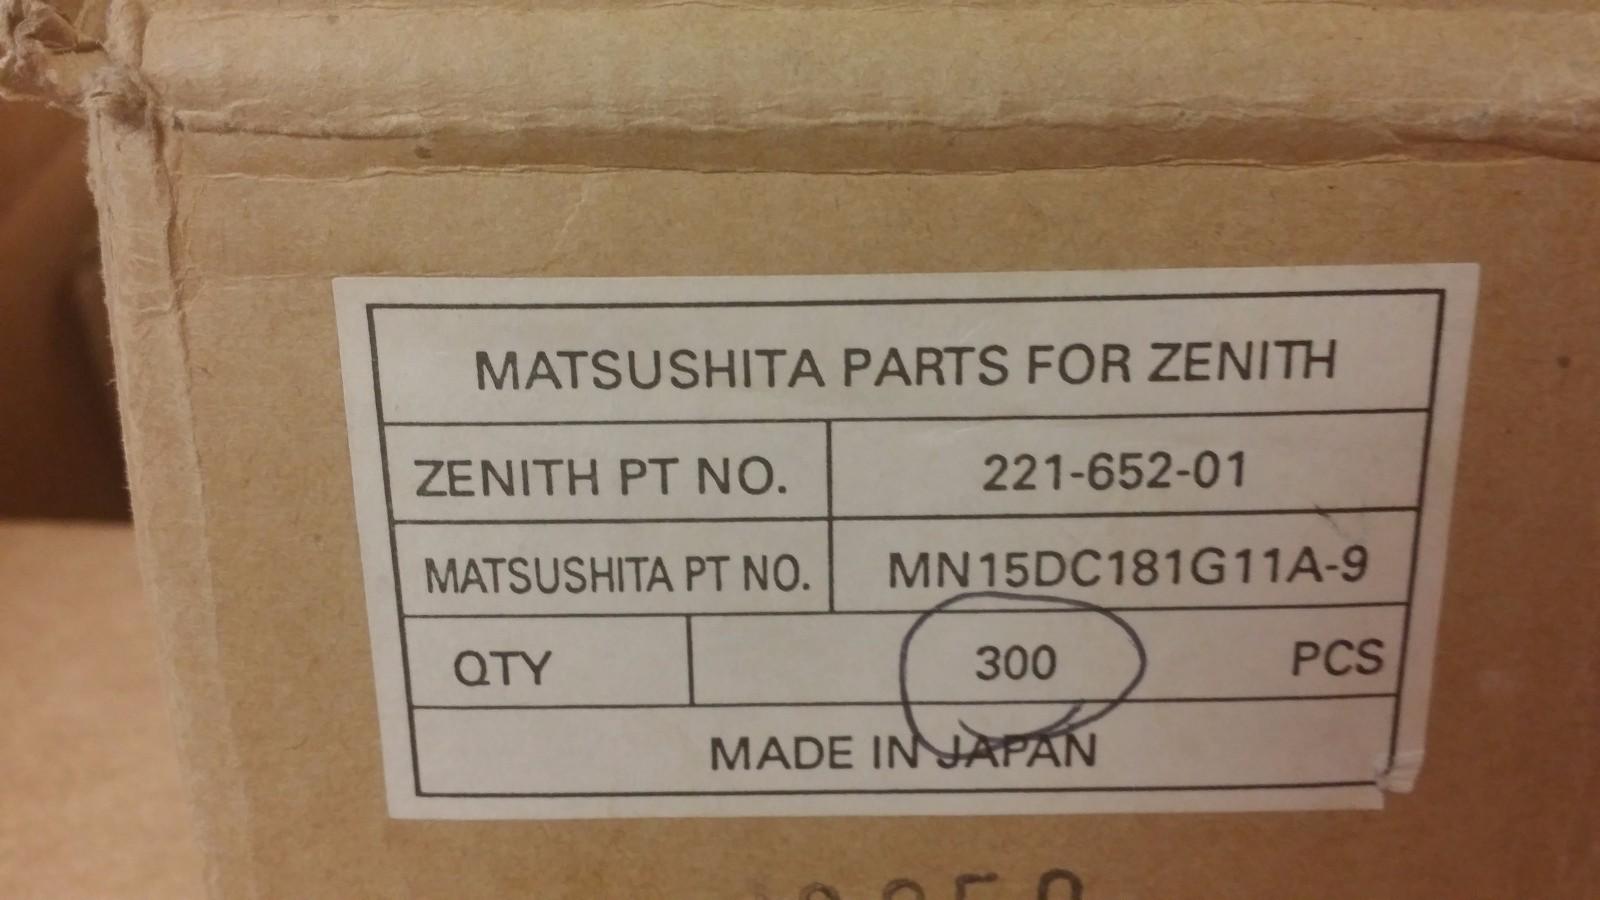 MATSUSHITA PARTS FOR ZENITH
ZENITH PT NO. 221-652-01
MATSUSHITA PT NO. MN15DC181G11A-9
QTY 300 PCS
MADE IN JAPAN